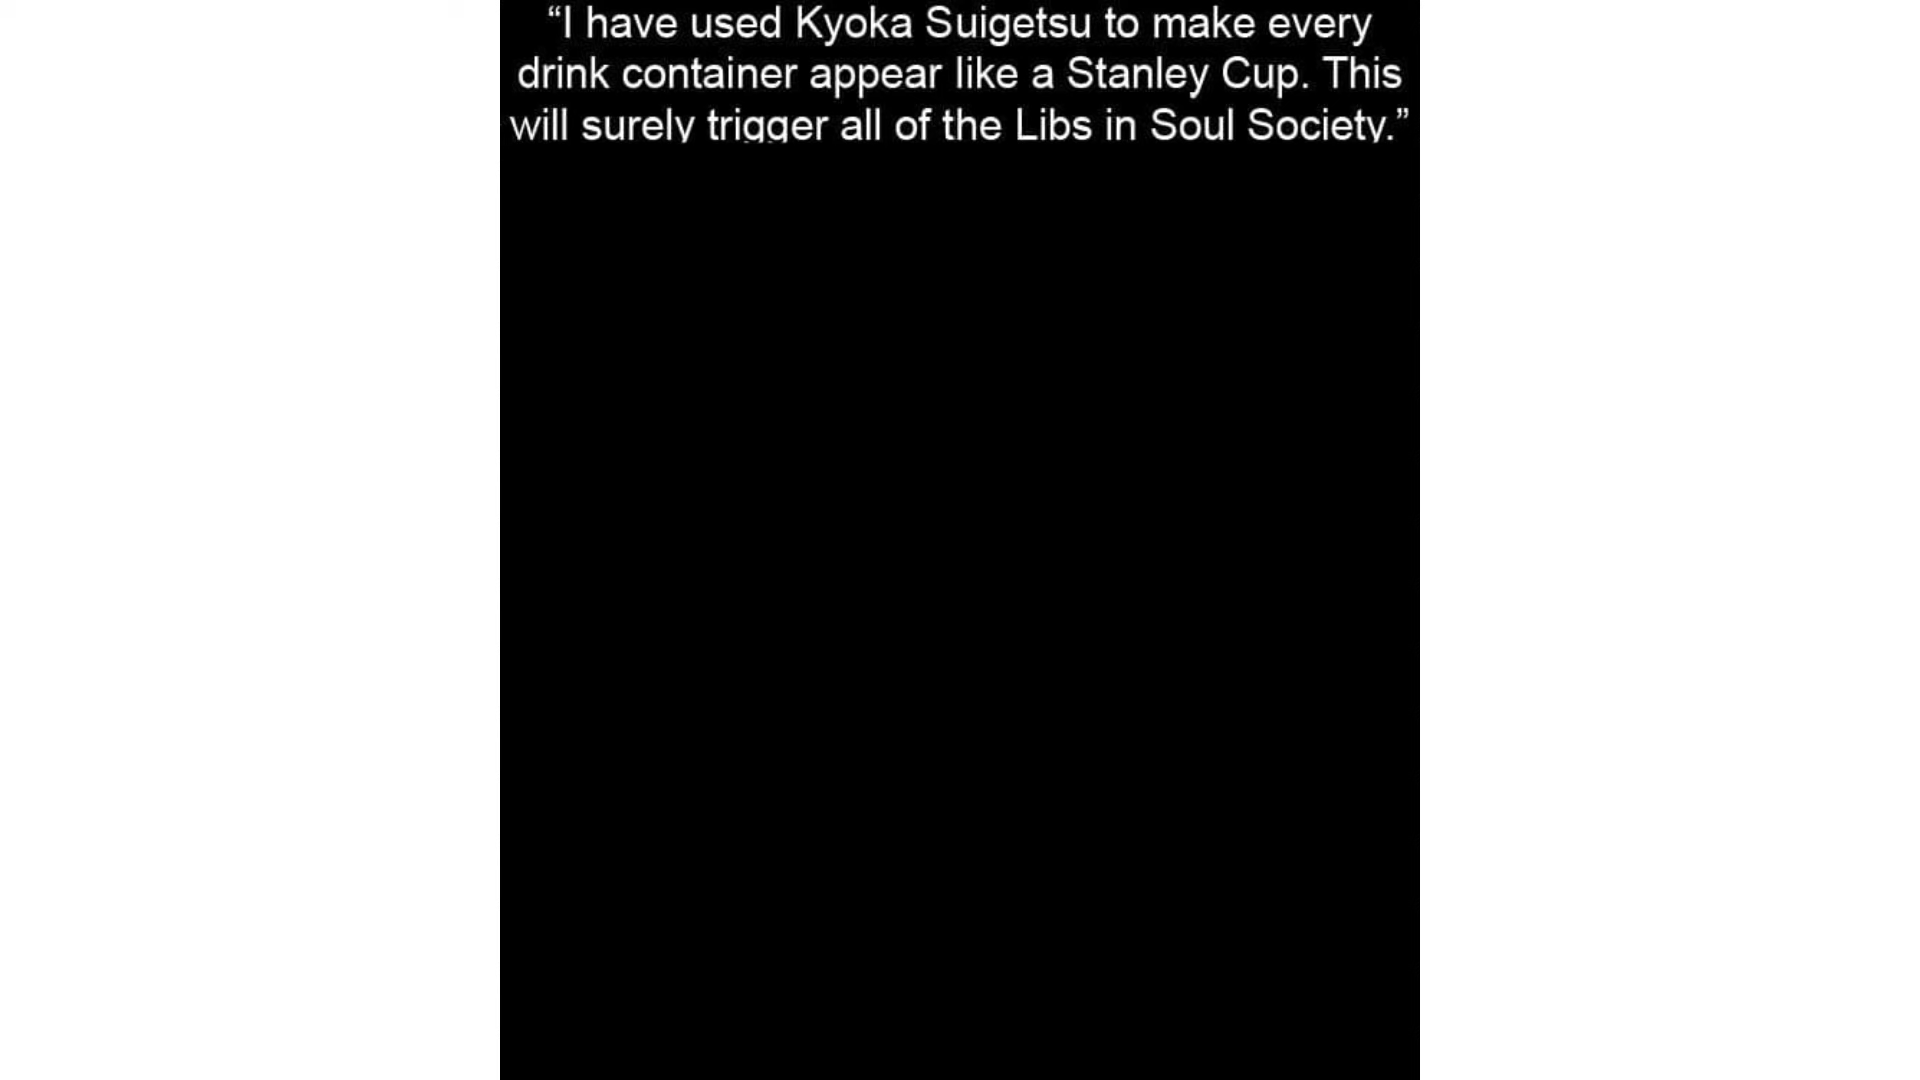 “I have used Kyoka Suigetsu to make every
drink container appear like a Stanley Cup. This
will surely trigger all of the Libs in Soul Society.”